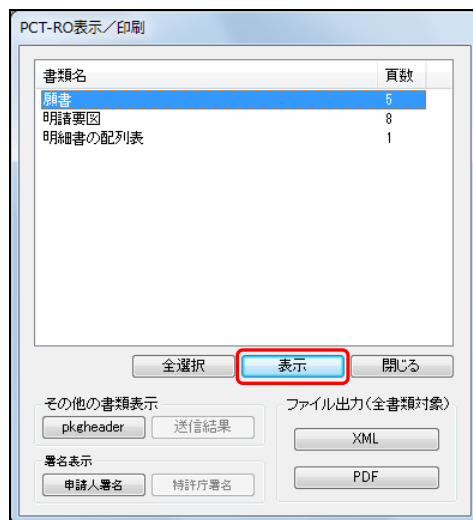 PCT-RO表示／印刷
書類名 頁数
願書 5
明請要図 8
明細書の配列表 1
全選択 表示 閉じる
その他の書類表示 ファイル出力(全書類対象)
pkgheader 送信結果 XML
署名表示
申請人署名 特許庁署名 PDF